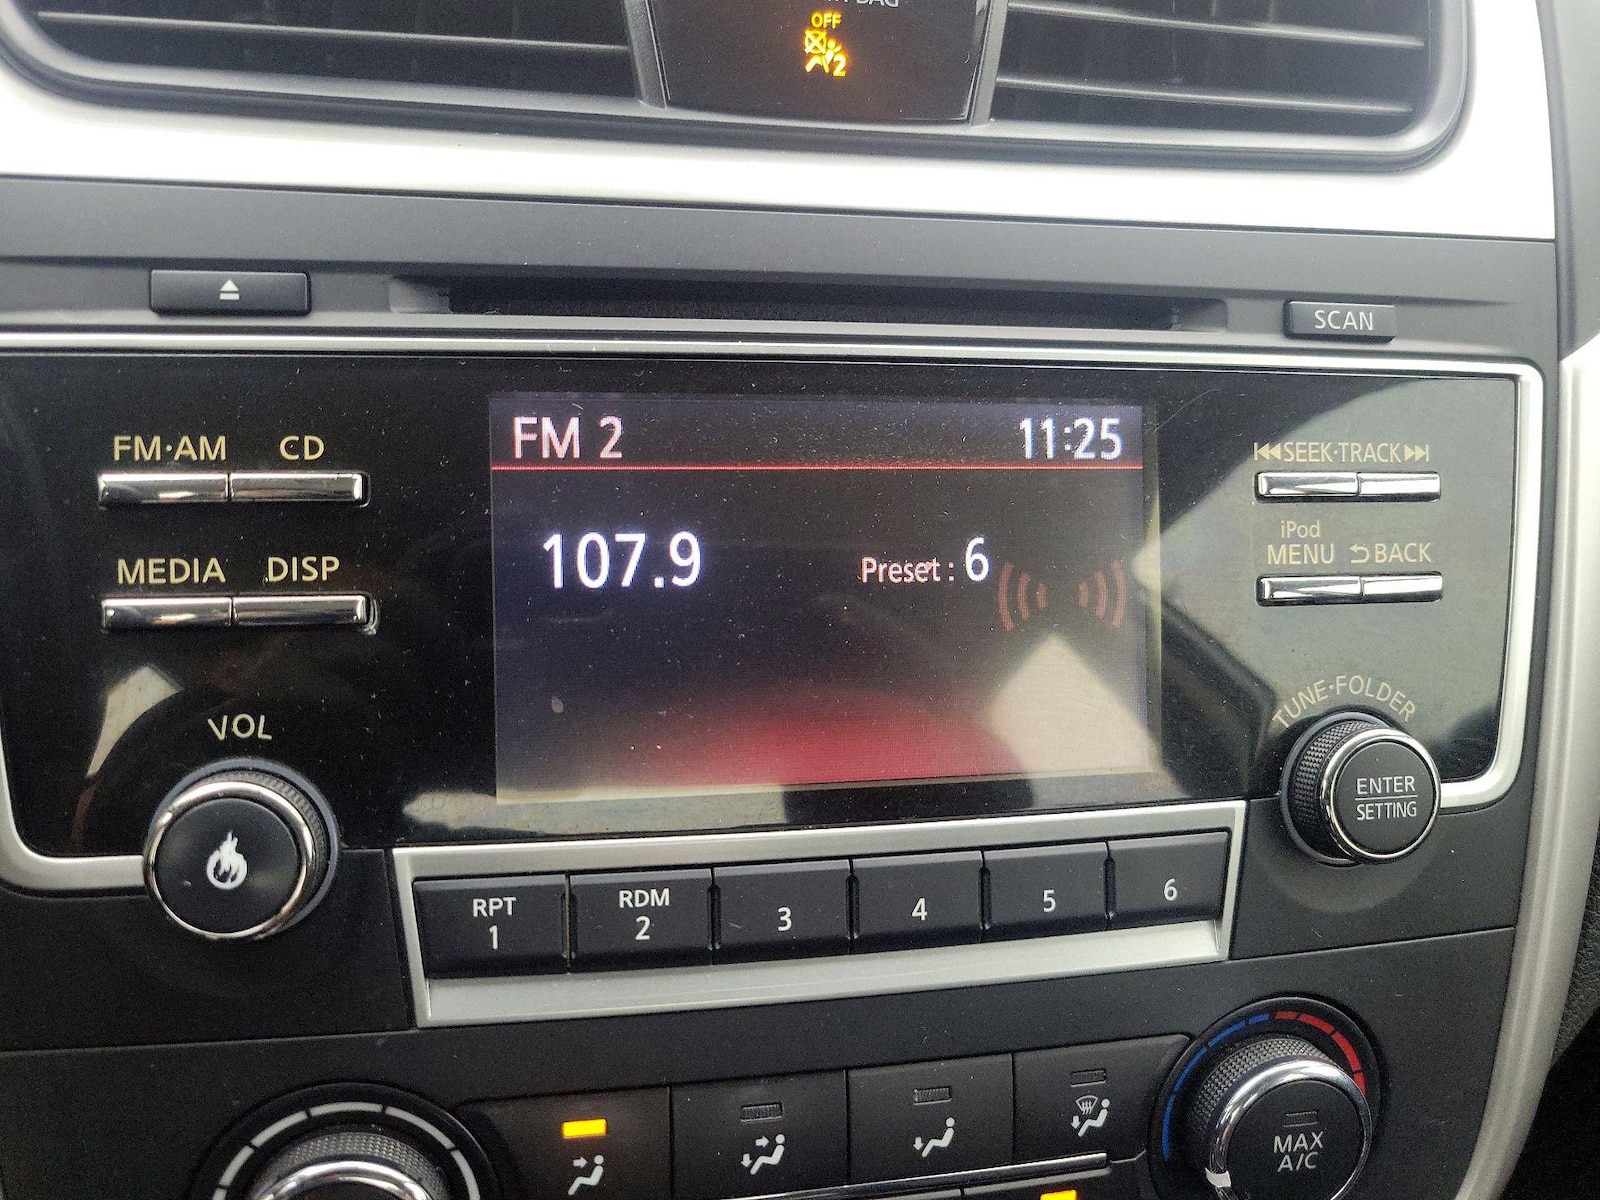 OFF
2
SCAN
FM·AM CD
FM 2 11:25
SEEK·TRACK
iPod
MENU BACK
107.9 Preset : 6
MEDIA DISP
TUNE·FOLDER
VOL
ENTER
SETTING
RPT
1
RDM
2
3
4
5
6
MAX
A/C